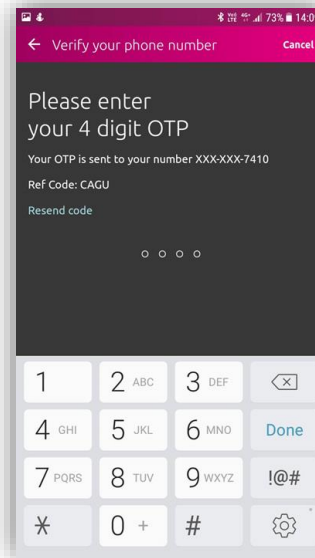 73% 14:09
← Verify your phone number Cancel
Please enter
your 4 digit OTP
Your OTP is sent to your number XXX-XXX-7410
Ref Code: CAGU
Resend code
1 2 ABC 3 DEF
4 GHI 5 JKL 6 MNO Done
7 PQRS 8 TUV 9 WXYZ !@#
* 0 + #